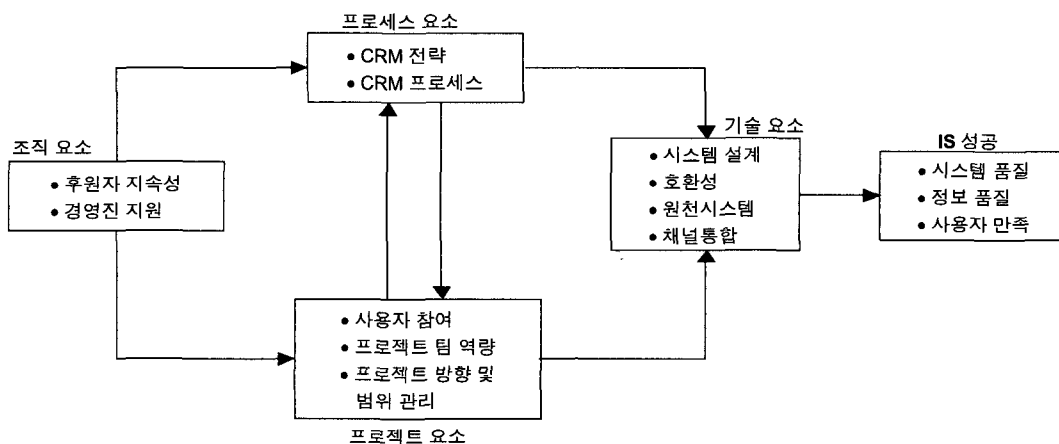 프로세스 요소
• CRM 전략
• CRM 프로세스
조직 요소
• 후원자 지속성
• 경영진 지원
기술 요소
• 시스템 설계
• 호환성
• 원천시스템
• 채널통합
IS 성공
• 시스템 품질
• 정보 품질
• 사용자 만족
• 사용자 참여
• 프로젝트 팀 역량
• 프로젝트 방향 및
범위 관리
프로젝트 요소